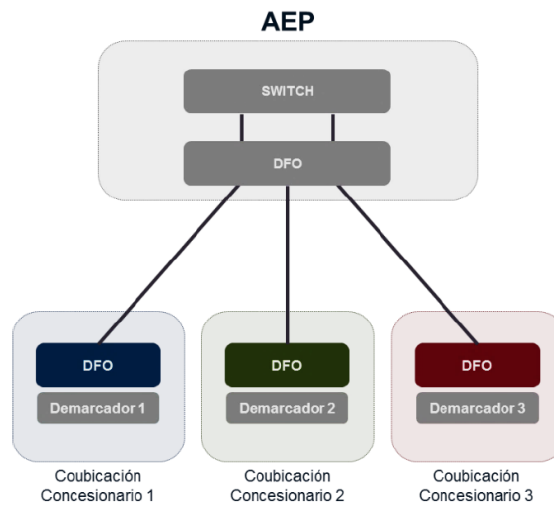 AEP
SWITCH
DFO
DFO
DFO
DFO
Demarcador 1
Demarcador 2
Demarcador 3
Coubicación
Concesionario 1
Coubicación
Concesionario 2
Coubicación
Concesionario 3